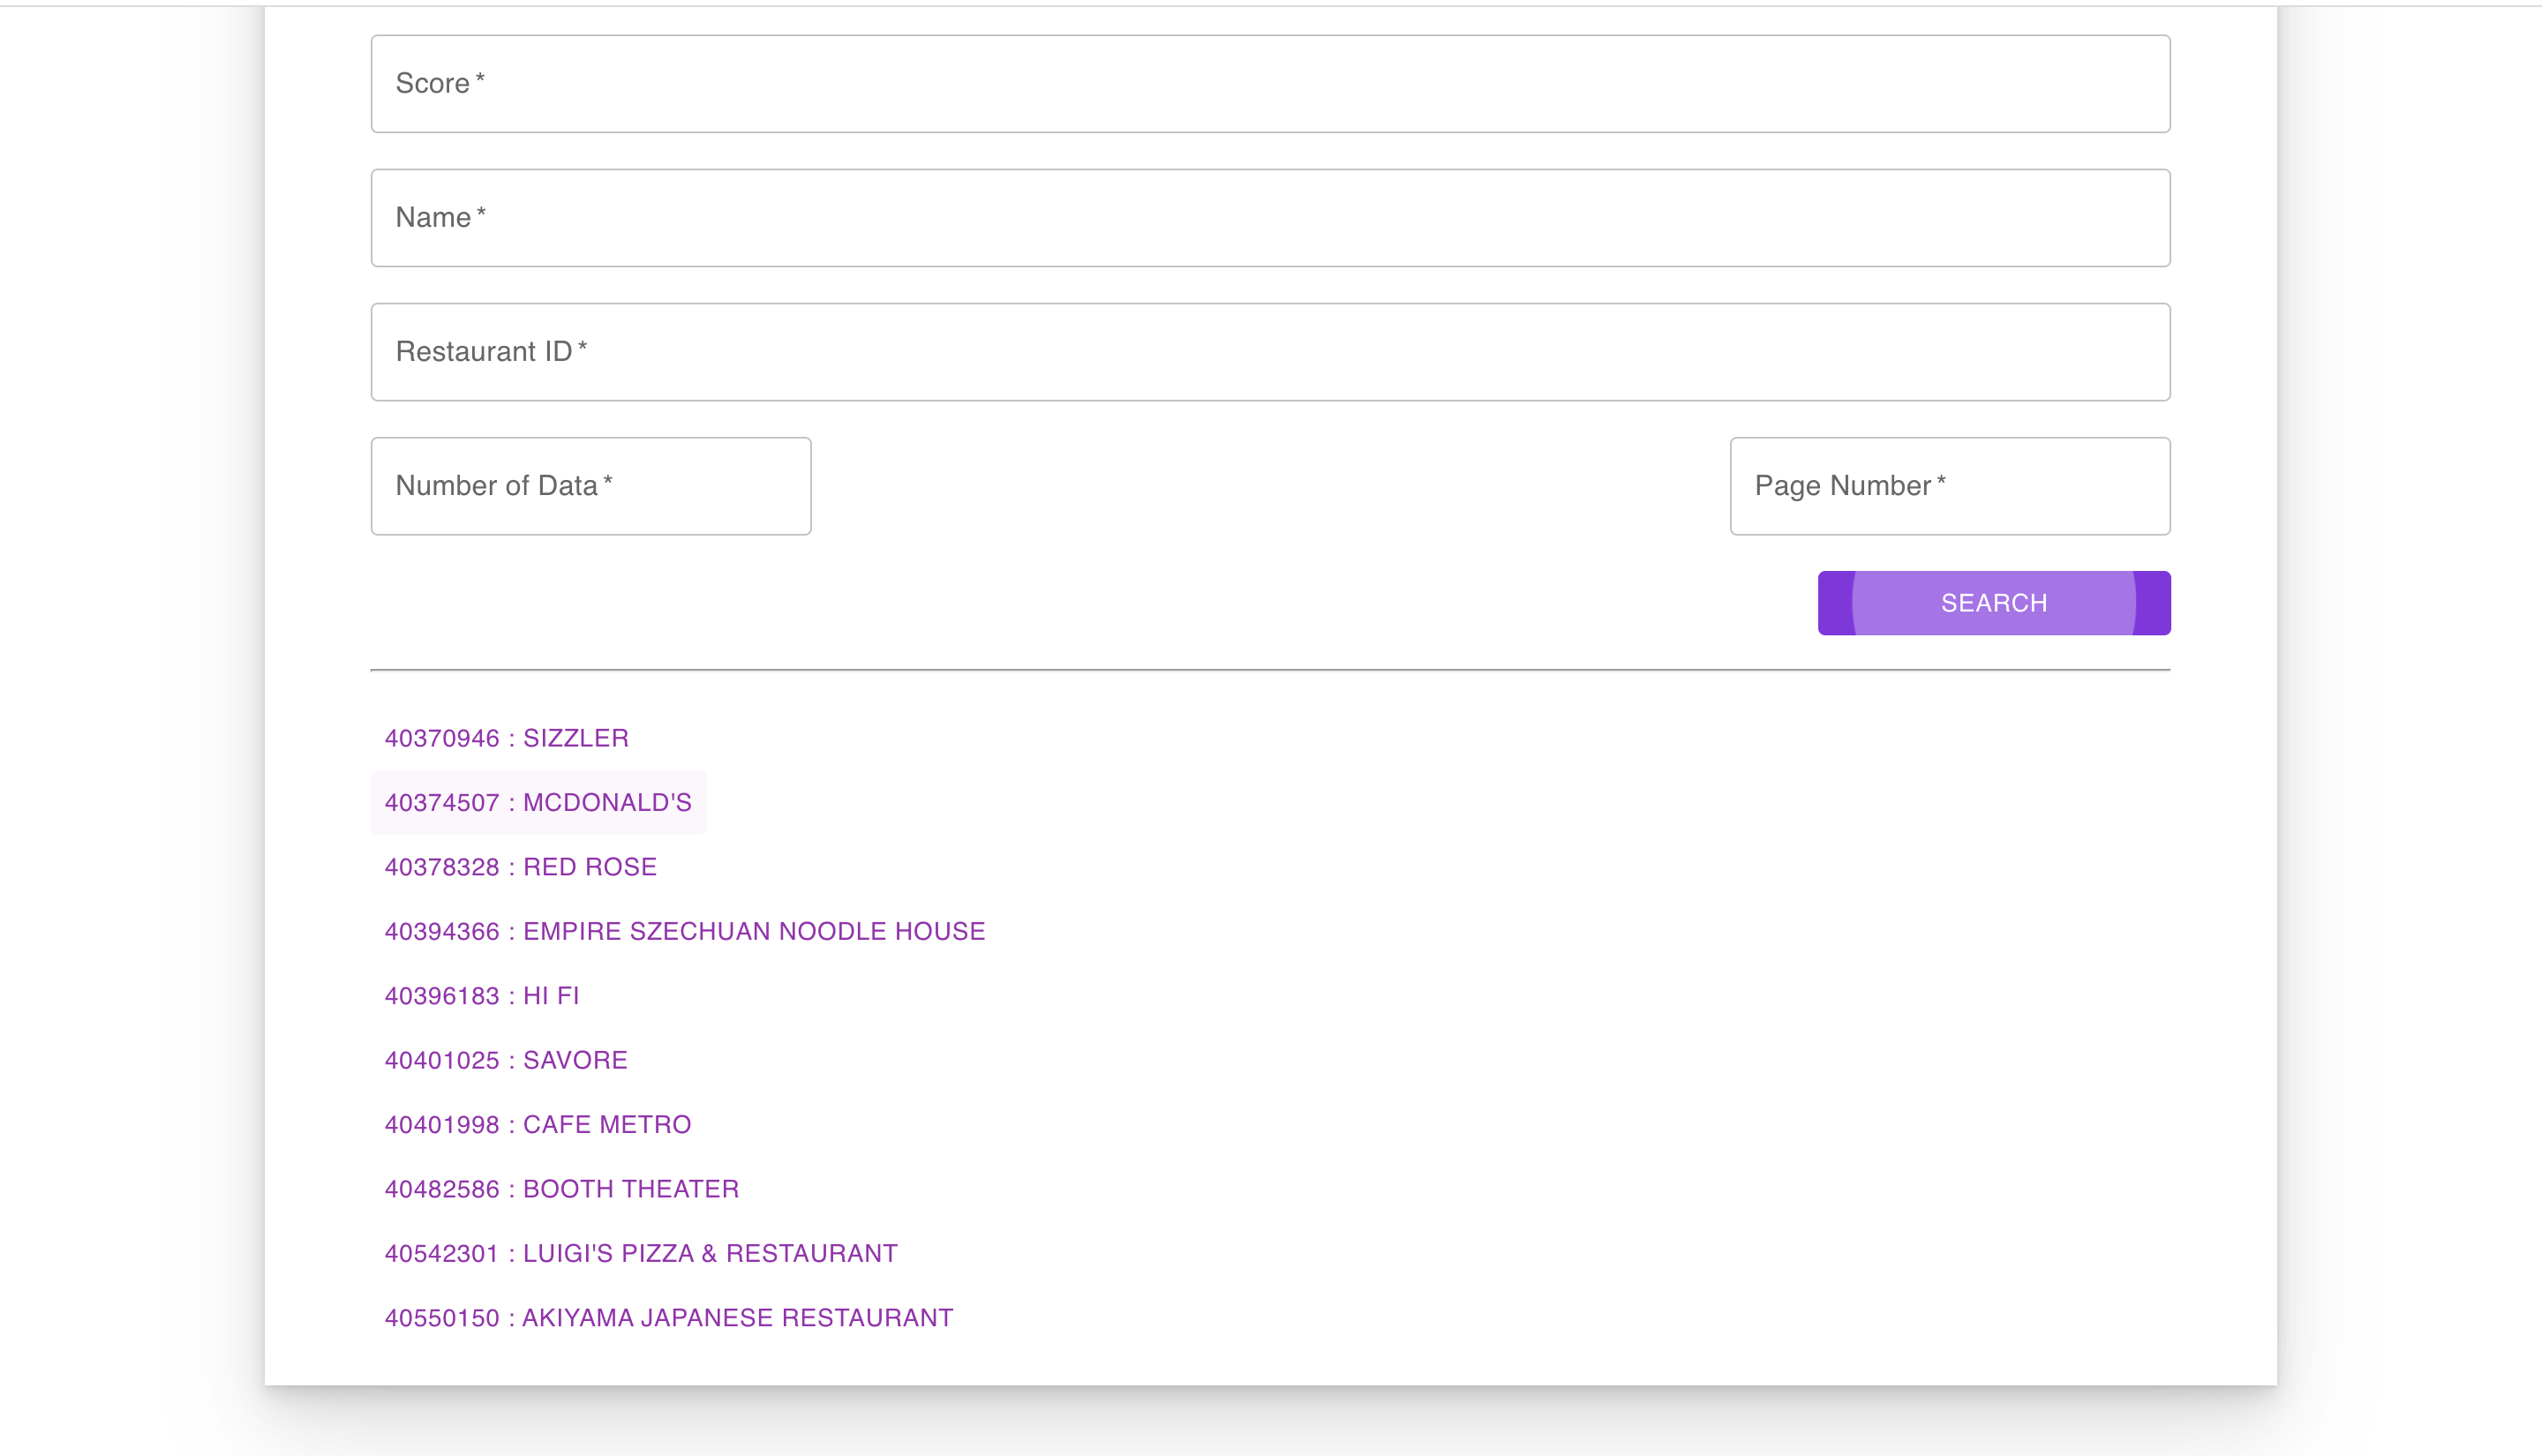 Score *
Name *
Restaurant ID *
Number of Data *
Page Number *
SEARCH
40370946 : SIZZLER
40374507 : MCDONALD'S
40378328 : RED ROSE
40394366 : EMPIRE SZECHUAN NOODLE HOUSE
40396183 : HI FI
40401025 : SAVORE
40401998 : CAFE METRO
40482586 : BOOTH THEATER
40542301 : LUIGI'S PIZZA & RESTAURANT
40550150 : AKIYAMA JAPANESE RESTAURANT